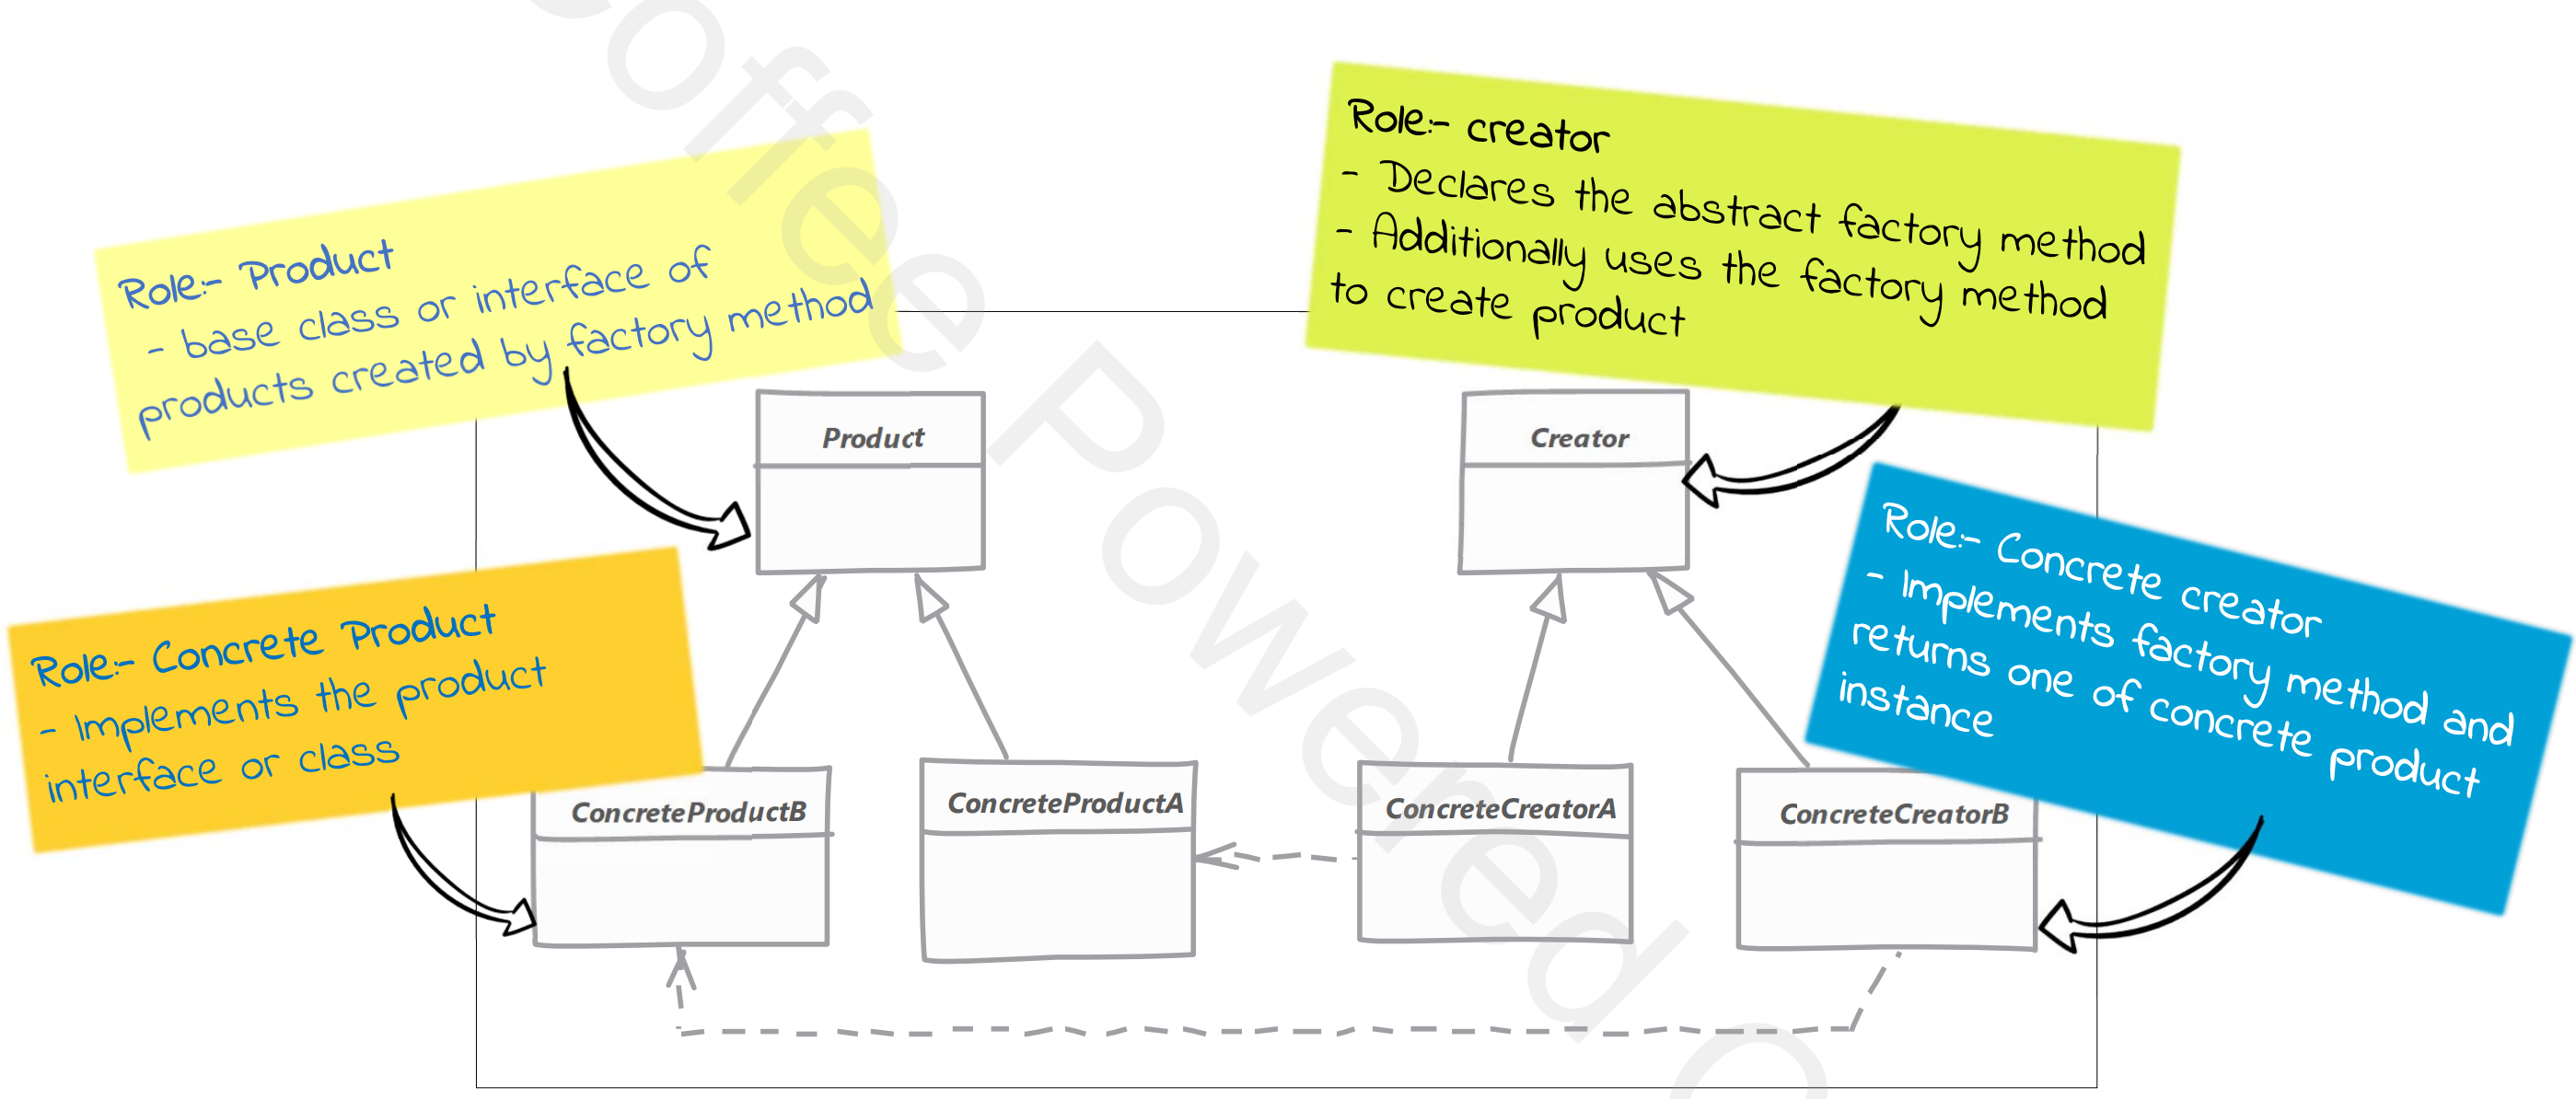 Role:- Product
- base class or interface of
products created by factory method
Role:- creator
- Declares the abstract factory method
- Additionally uses the factory method
to create product
Product
Creator
Role:- Concrete Product
- Implements the product
interface or class
Role:- Concrete creator
- Implements factory method and
returns one of concrete product
instance
ConcreteProductB
ConcreteProductA
ConcreteCreatorA
ConcreteCreatorB
offee Powered